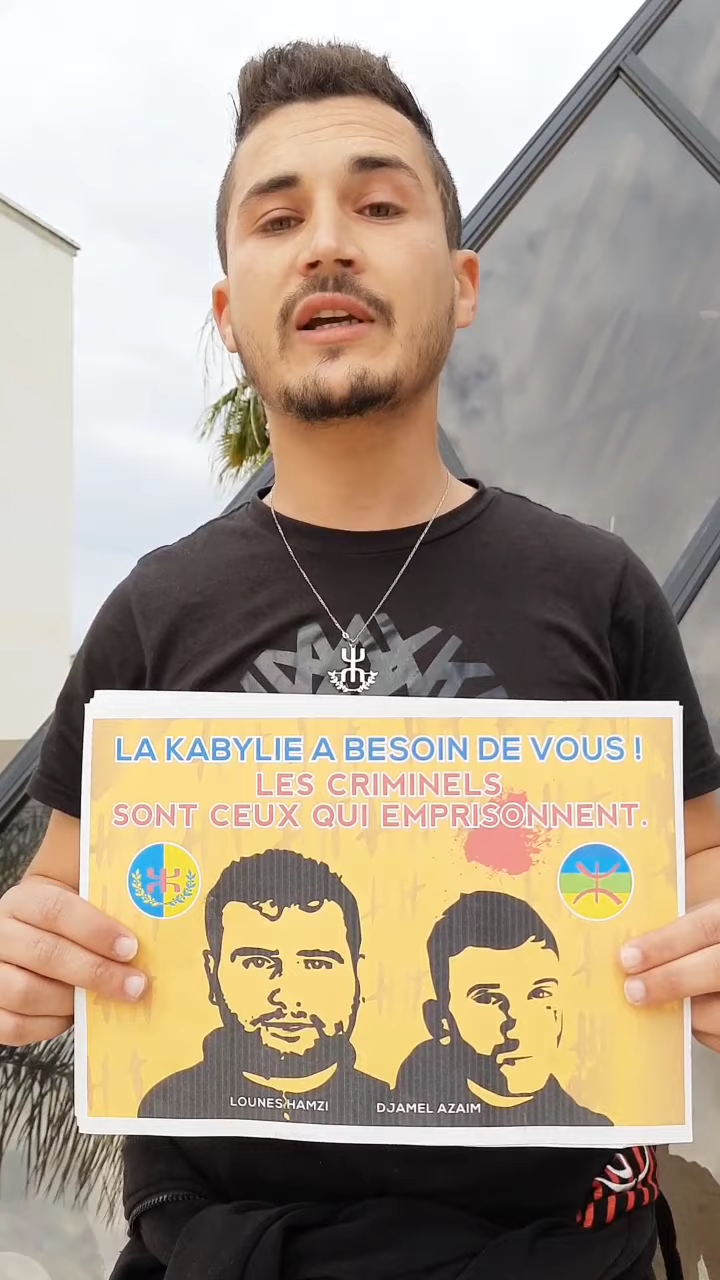 LA KABYLIE A BESOIN DE VOUS !
LES CRIMINELS
SONT CEUX QUI EMPRISONNENT.
LOUNES HAMZI
DJAMEL AZAIM